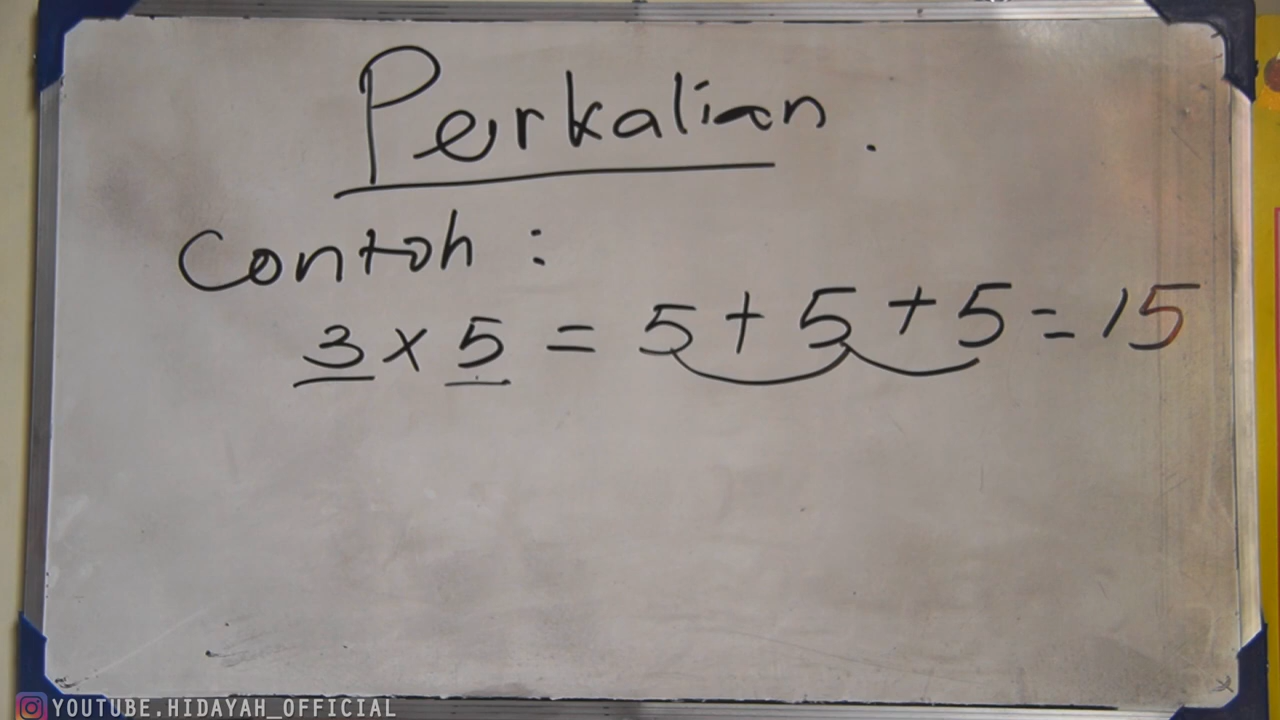 Perkalian.
Contoh :
3 x 5 = 5 + 5 + 5 = 15
YOUTUBE.HIDAYAH_OFFICIAL